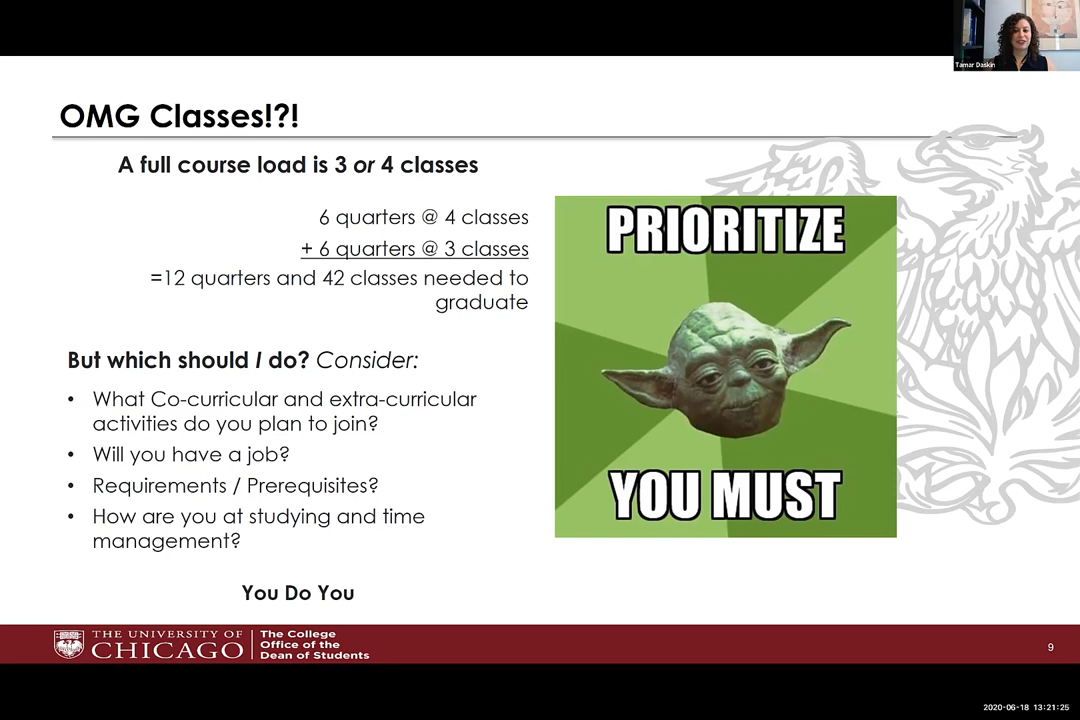 Tamar Daskin
OMG Classes!?!
A full course load is 3 or 4 classes
6 quarters @ 4 classes
+ 6 quarters @ 3 classes
=12 quarters and 42 classes needed to
graduate
But which should I do? Consider:
• What Co-curricular and extra-curricular
activities do you plan to join?
• Will you have a job?
• Requirements / Prerequisites?
• How are you at studying and time
management?
You Do You
PRIORITIZE
YOU MUST
THE UNIVERSITY OF
CHICAGO
The College
Office of the
Dean of Students
9
2020-06-18 13:21:25